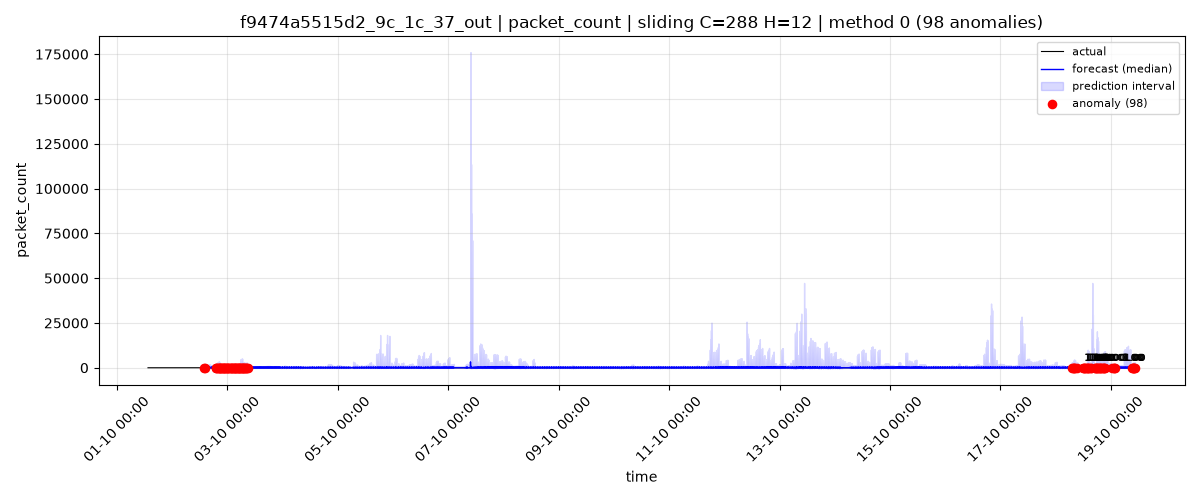 f9474a5515d2_9c_1c_37_out | packet_count | sliding C=288 H=12 | method 0 (98 anomalies)
actual
forecast (median)
prediction interval
anomaly (98)
packet_count
175000
150000
125000
100000
75000
50000
25000
0
01-10 00:00
03-10 00:00
05-10 00:00
07-10 00:00
09-10 00:00
11-10 00:00
13-10 00:00
15-10 00:00
17-10 00:00
19-10 00:00
time